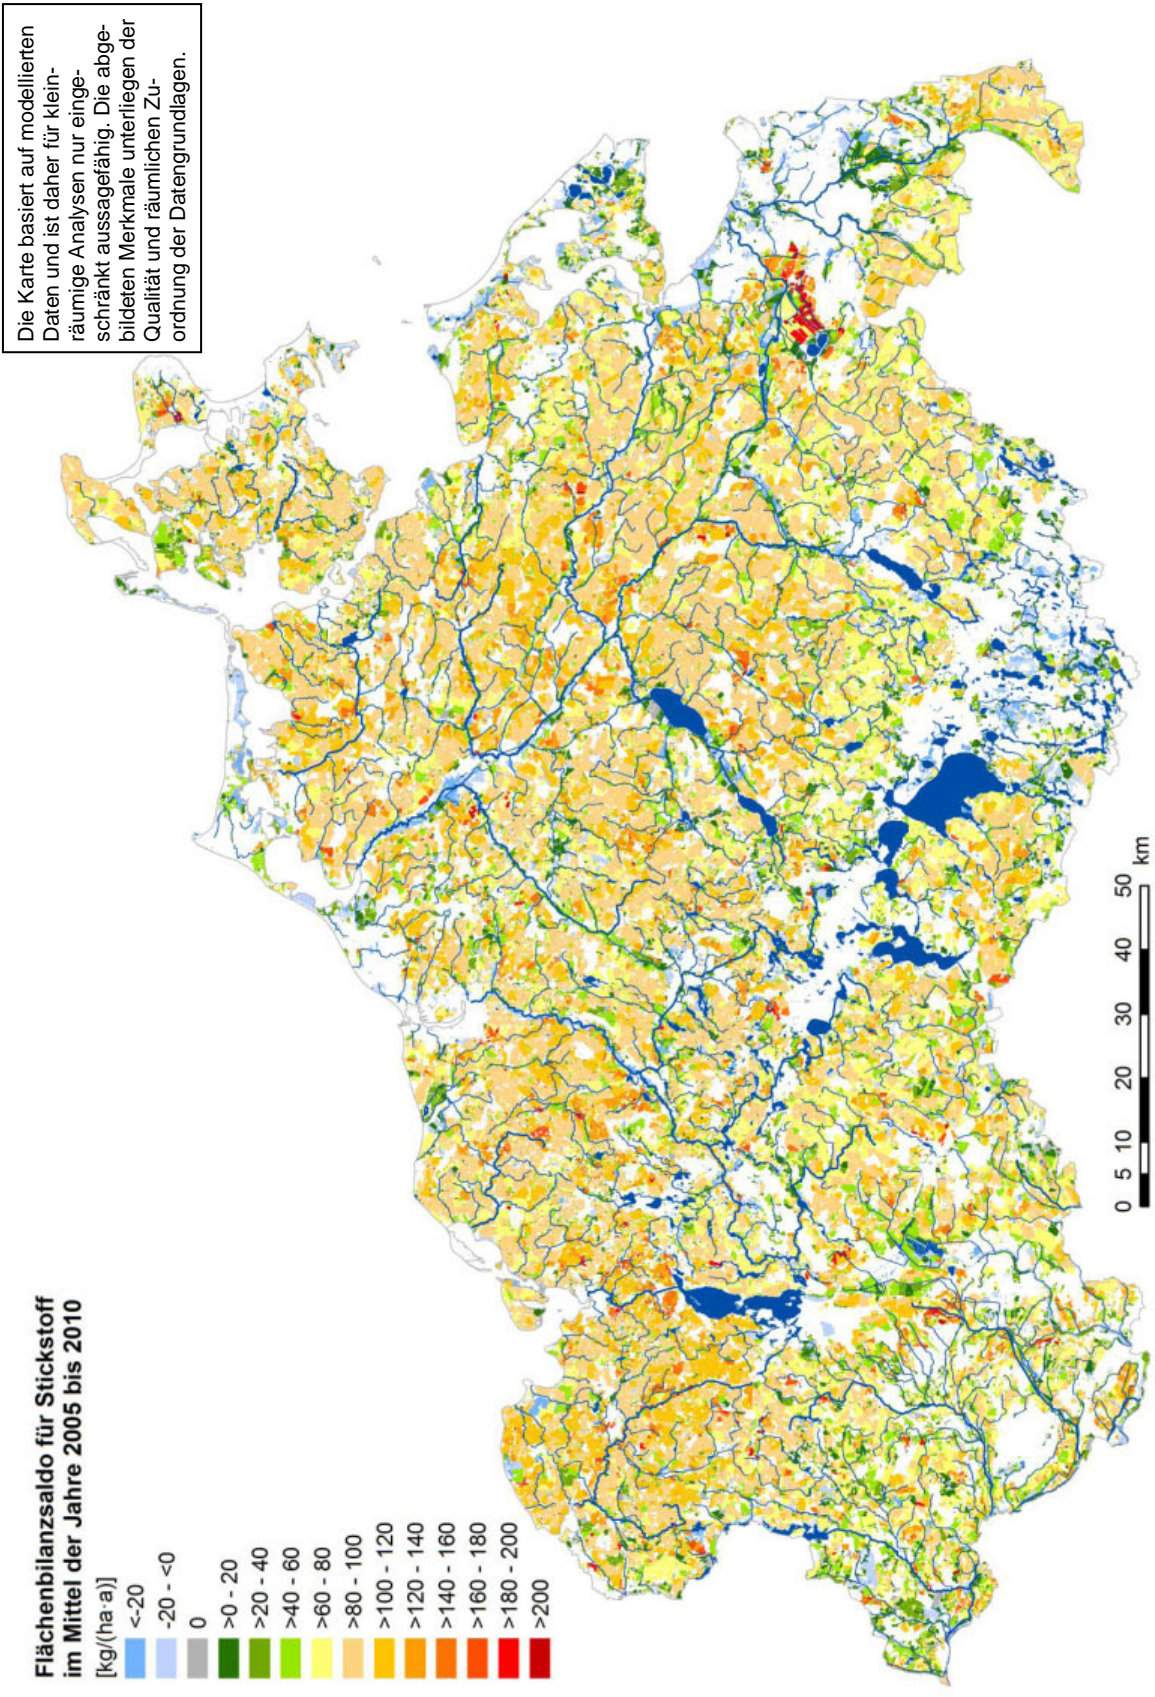 Flächenbilanzsaldo für Stickstoff
im Mittel der Jahre 2005 bis 2010
[kg/(ha·a)]
<-20
-20 - <0
0
>0 - 20
>20 - 40
>40 - 60
>60 - 80
>80 - 100
>100 - 120
>120 - 140
>140 - 160
>160 - 180
>180 - 200
>200
Die Karte basiert auf modellierten
Daten und ist daher für klein-
räumige Analysen nur einge-
schränkt aussagefähig. Die abge-
bildeten Merkmale unterliegen der
Qualität und räumlichen Zu-
ordnung der Datengrundlagen.
0 5 10 20 30 40 50
km